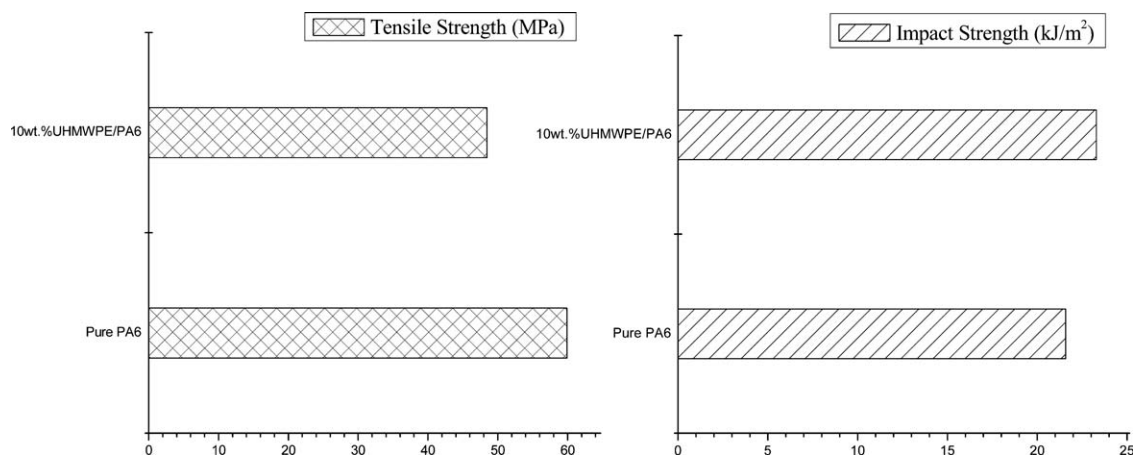 Tensile Strength (MPa)
10wt.%UHMWPE/PA6
Pure PA6
0 10 20 30 40 50 60
Impact Strength (kJ/m²)
10wt.%UHMWPE/PA6
Pure PA6
0 5 10 15 20 25